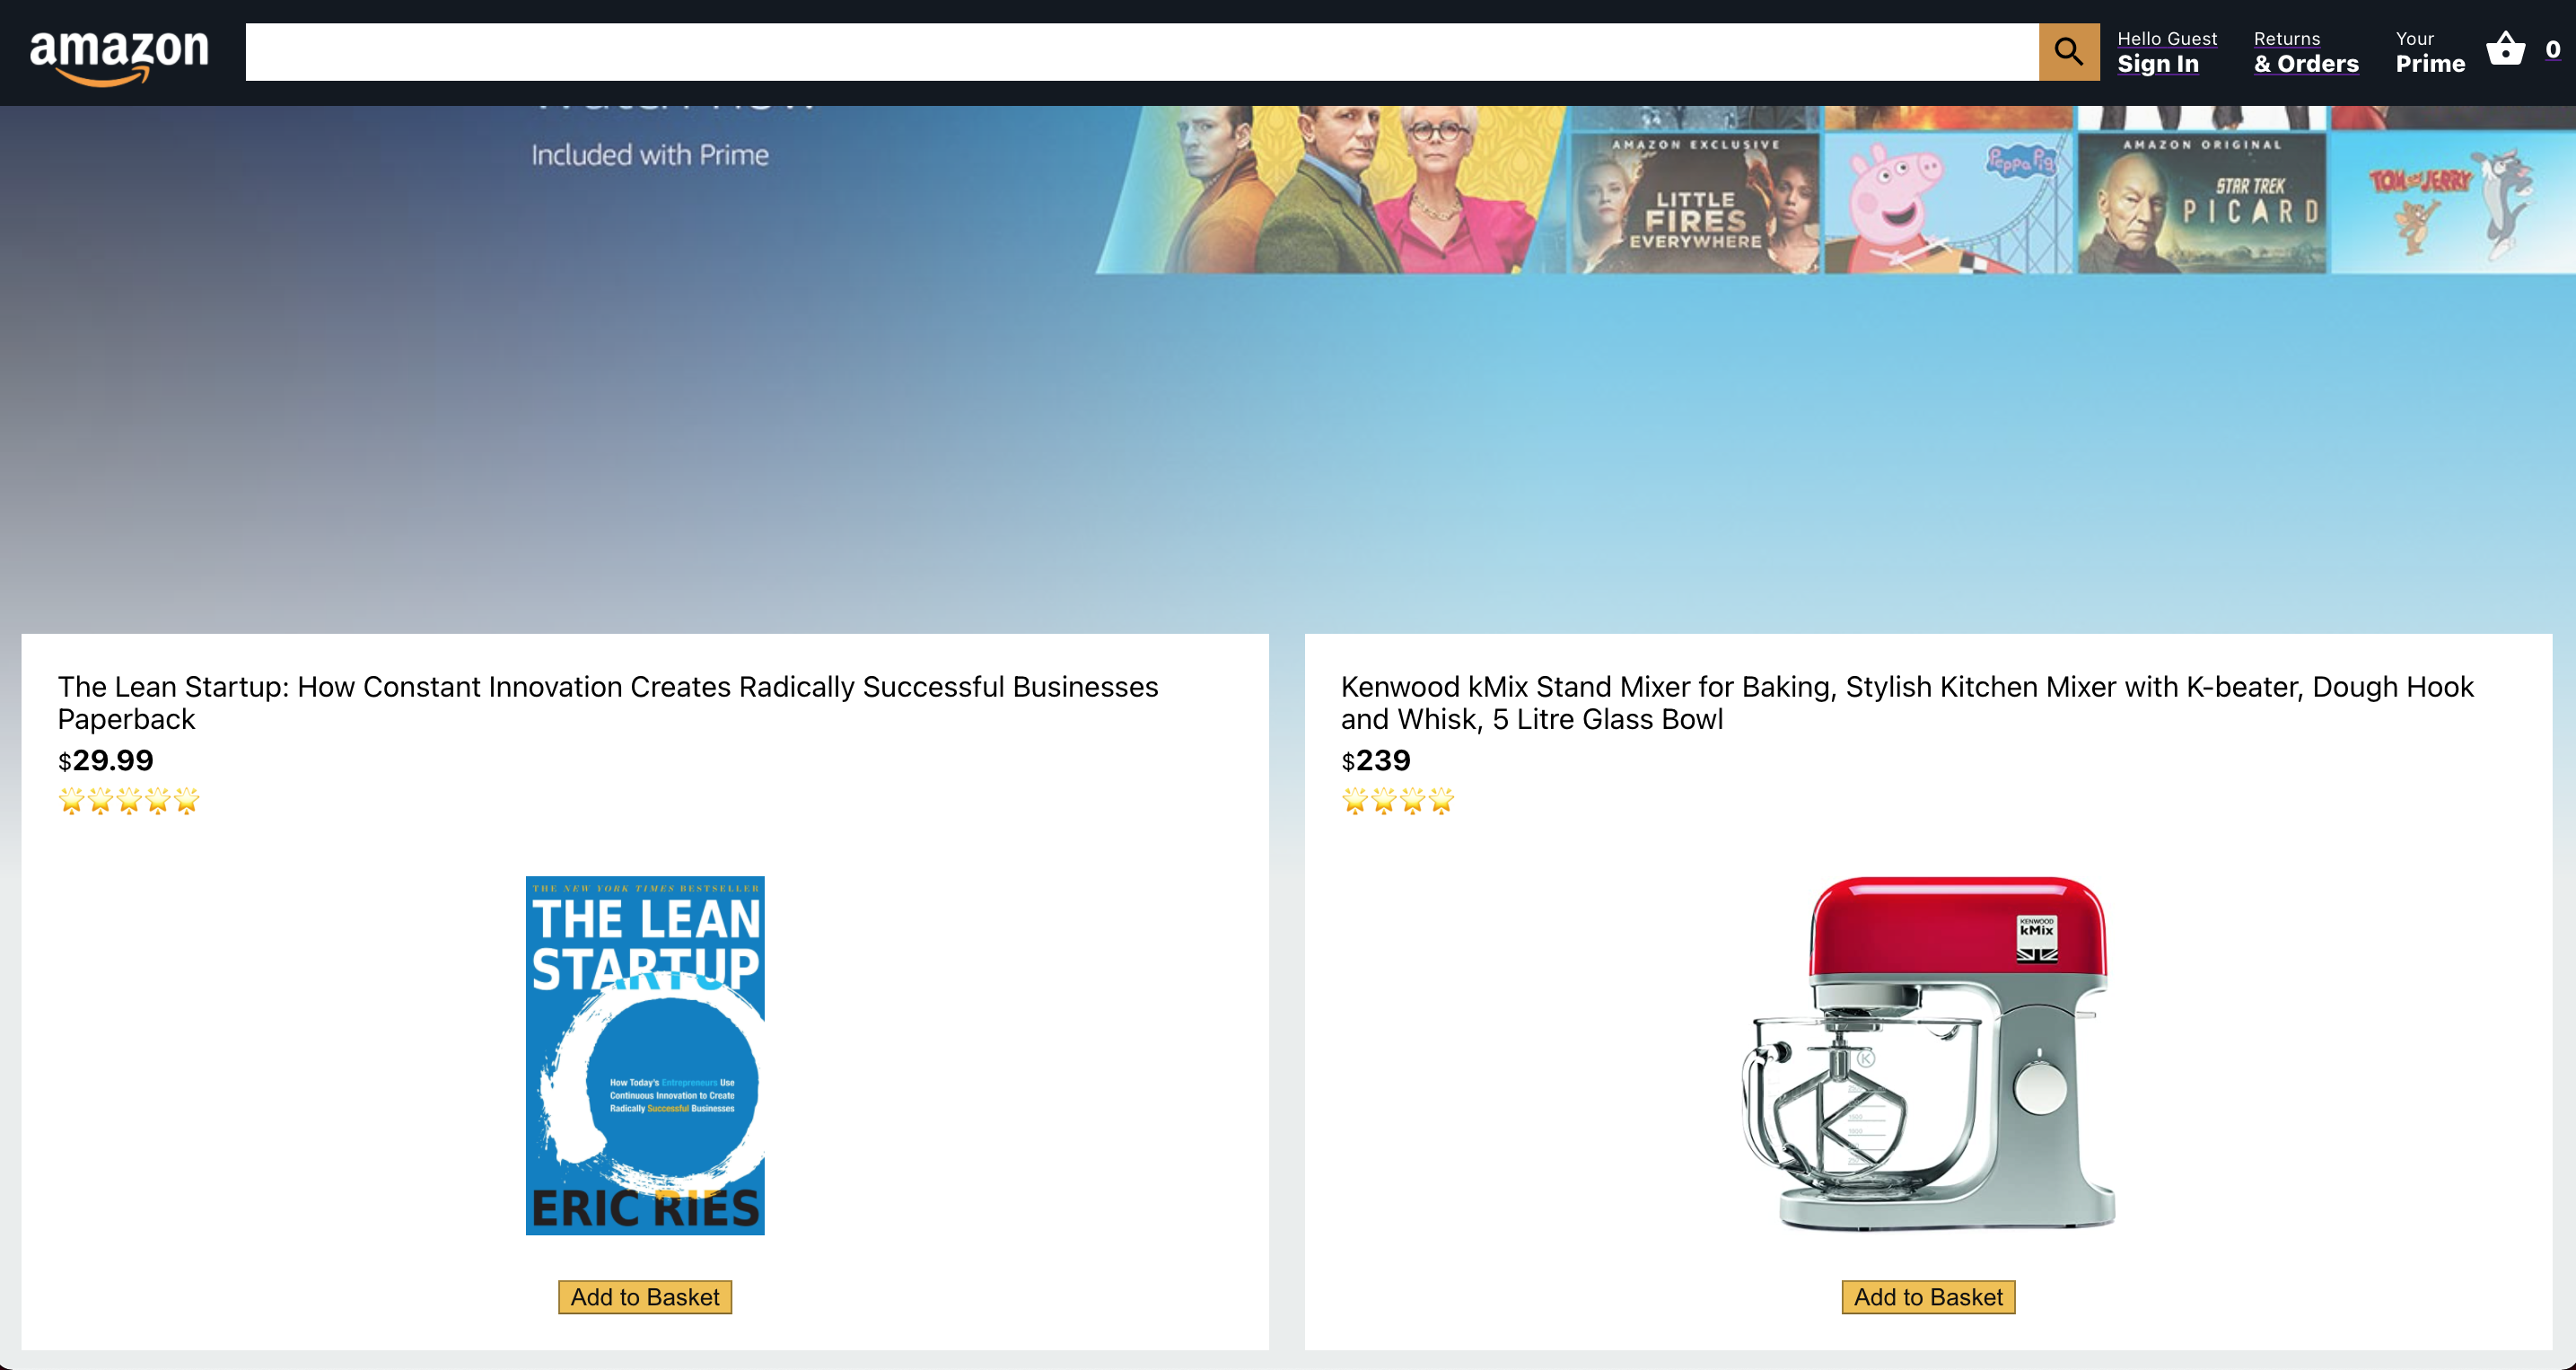 amazon
Hello Guest
Sign In
Returns
& Orders
Your
Prime
0
Included with Prime
AMAZON EXCLUSIVE
LITTLE
FIRES
EVERYWHERE
Peppa Pig
AMAZON ORIGINAL
STAR TREK
PICARD
TOM and JERRY
The Lean Startup: How Constant Innovation Creates Radically Successful Businesses
Paperback
$29.99
THE NEW YORK TIMES BESTSELLER
THE LEAN
STARTUP
How Today's Entrepreneurs Use
Continuous Innovation to Create
Radically Successful Businesses
ERIC RIES
Add to Basket
Kenwood kMix Stand Mixer for Baking, Stylish Kitchen Mixer with K-beater, Dough Hook
and Whisk, 5 Litre Glass Bowl
$239
KENWOOD
kMix
K
Add to Basket